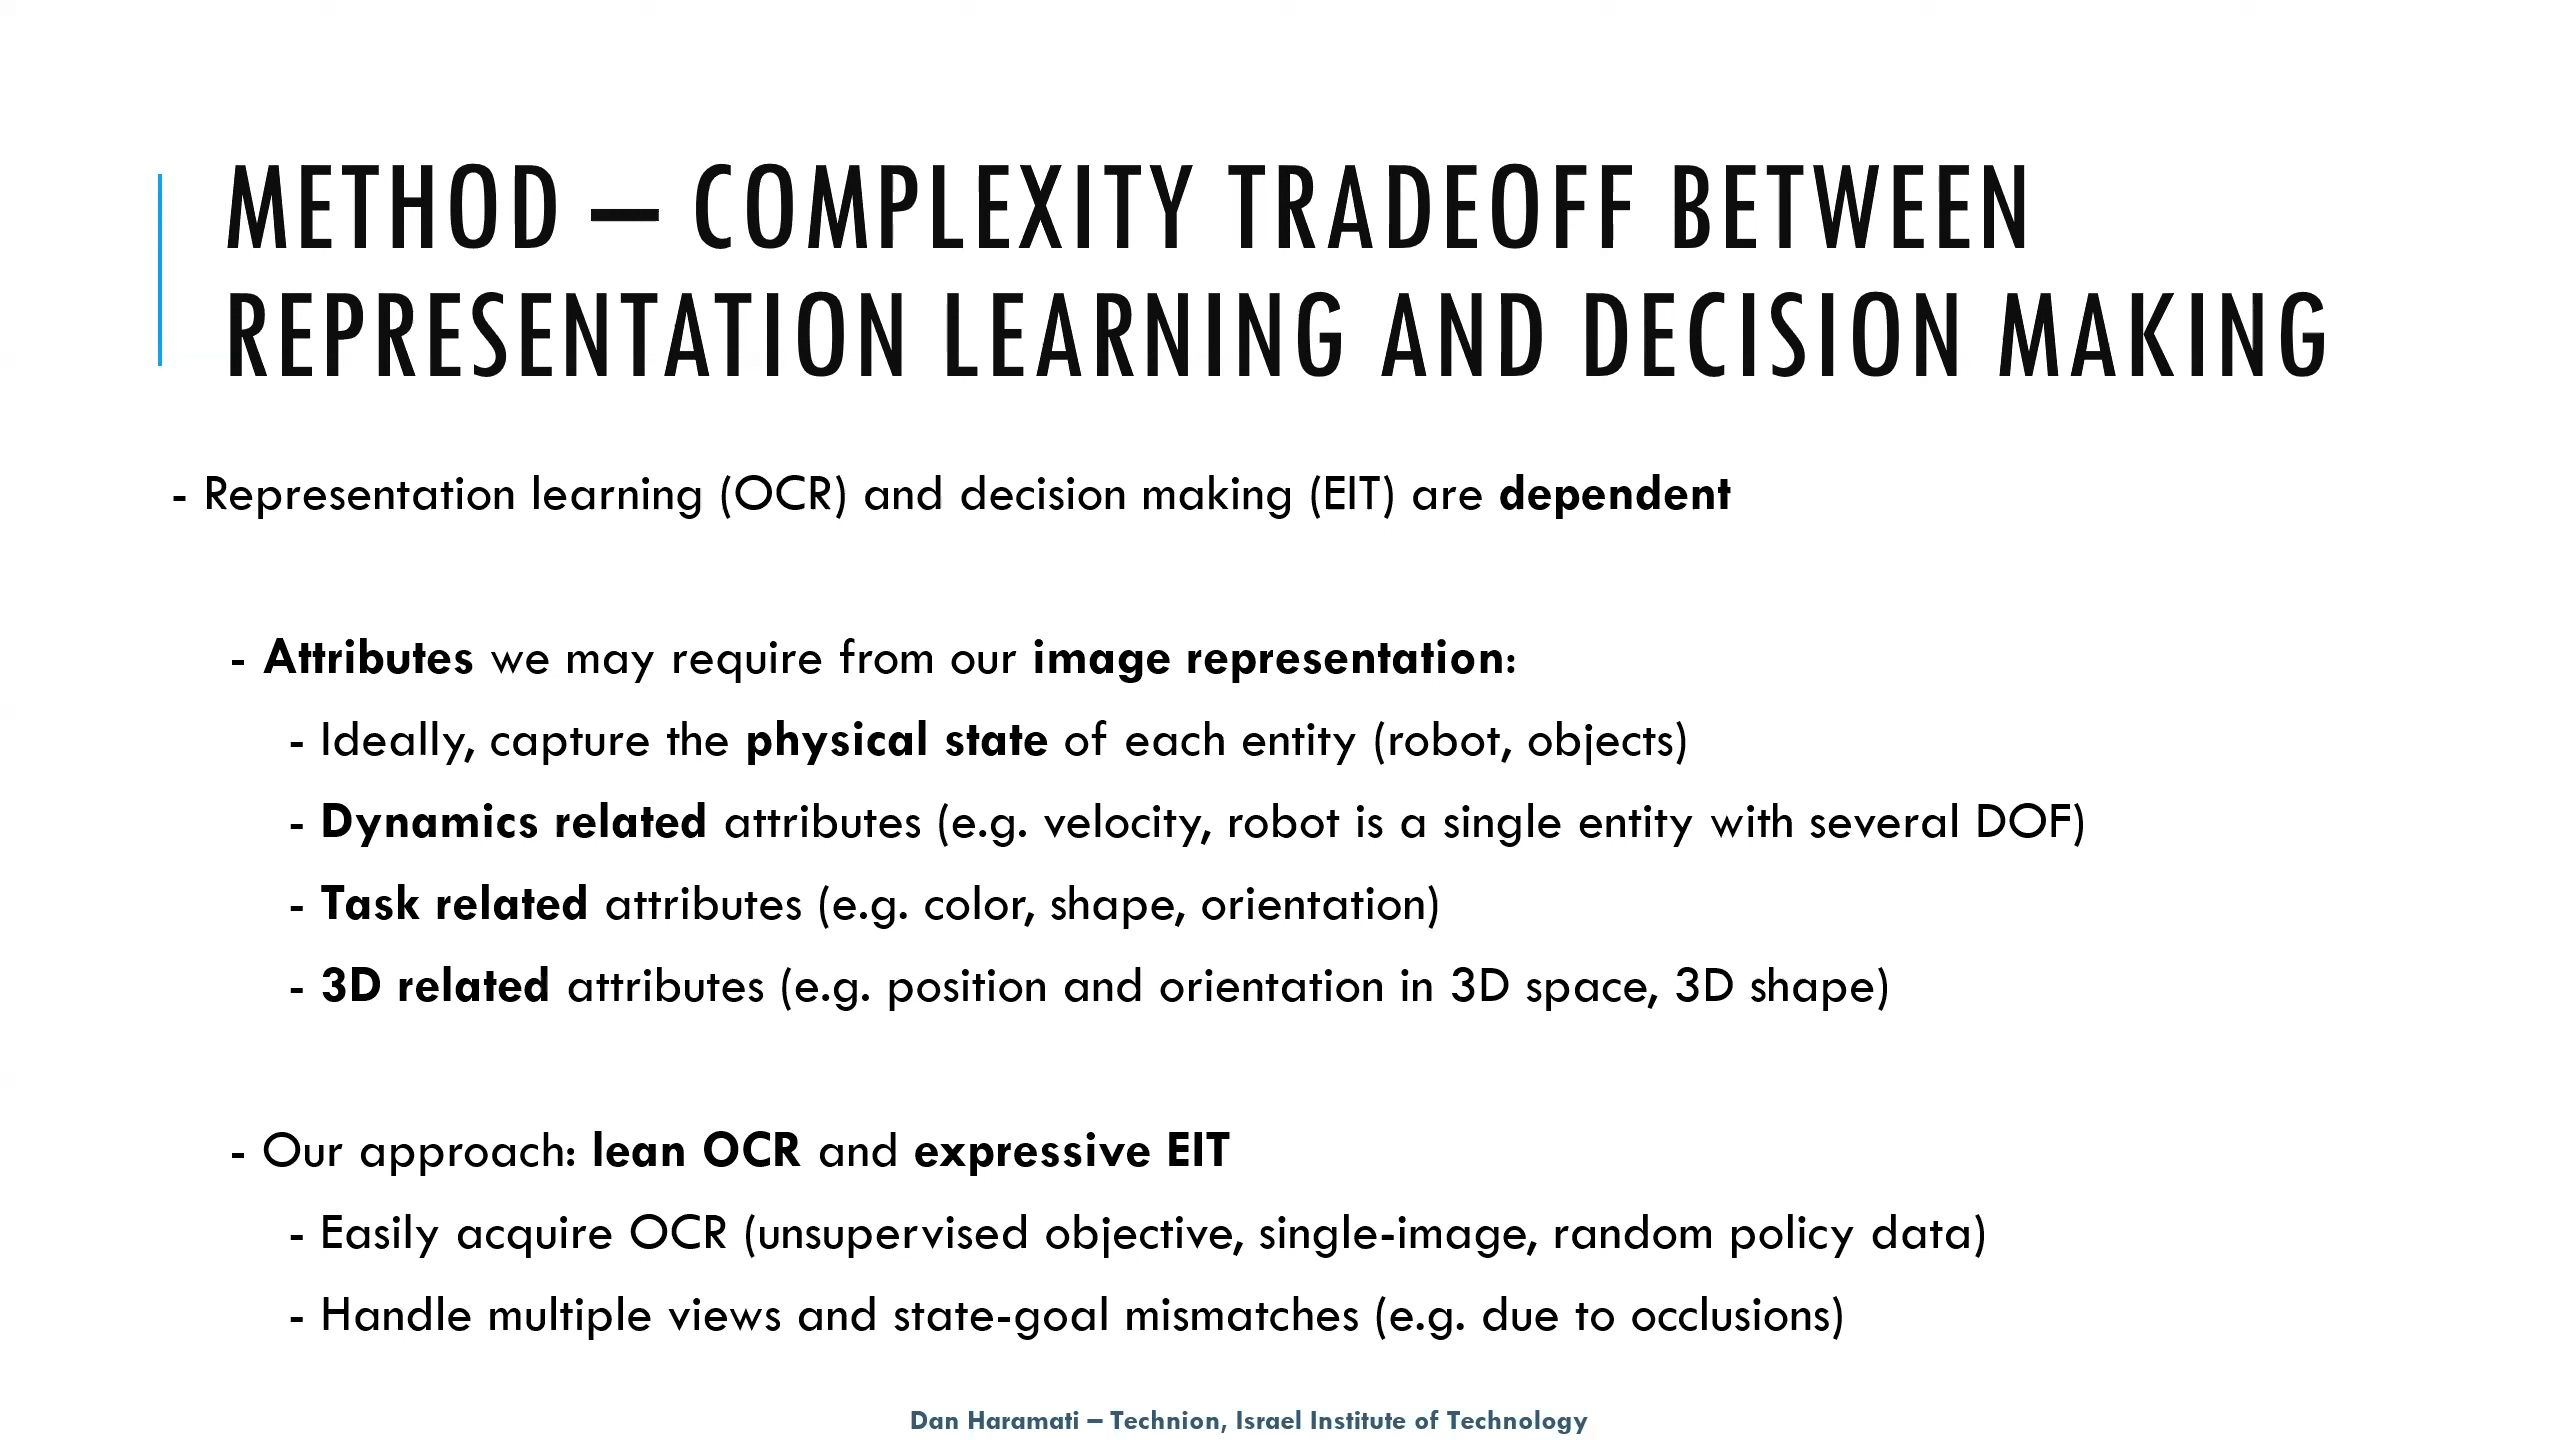 METHOD – COMPLEXITY TRADEOFF BETWEEN
REPRESENTATION LEARNING AND DECISION MAKING
- Representation learning (OCR) and decision making (EIT) are dependent
- Attributes we may require from our image representation:
- Ideally, capture the physical state of each entity (robot, objects)
- Dynamics related attributes (e.g. velocity, robot is a single entity with several DOF)
- Task related attributes (e.g. color, shape, orientation)
- 3D related attributes (e.g. position and orientation in 3D space, 3D shape)
- Our approach: lean OCR and expressive EIT
- Easily acquire OCR (unsupervised objective, single-image, random policy data)
- Handle multiple views and state-goal mismatches (e.g. due to occlusions)
Dan Haramati – Technion, Israel Institute of Technology